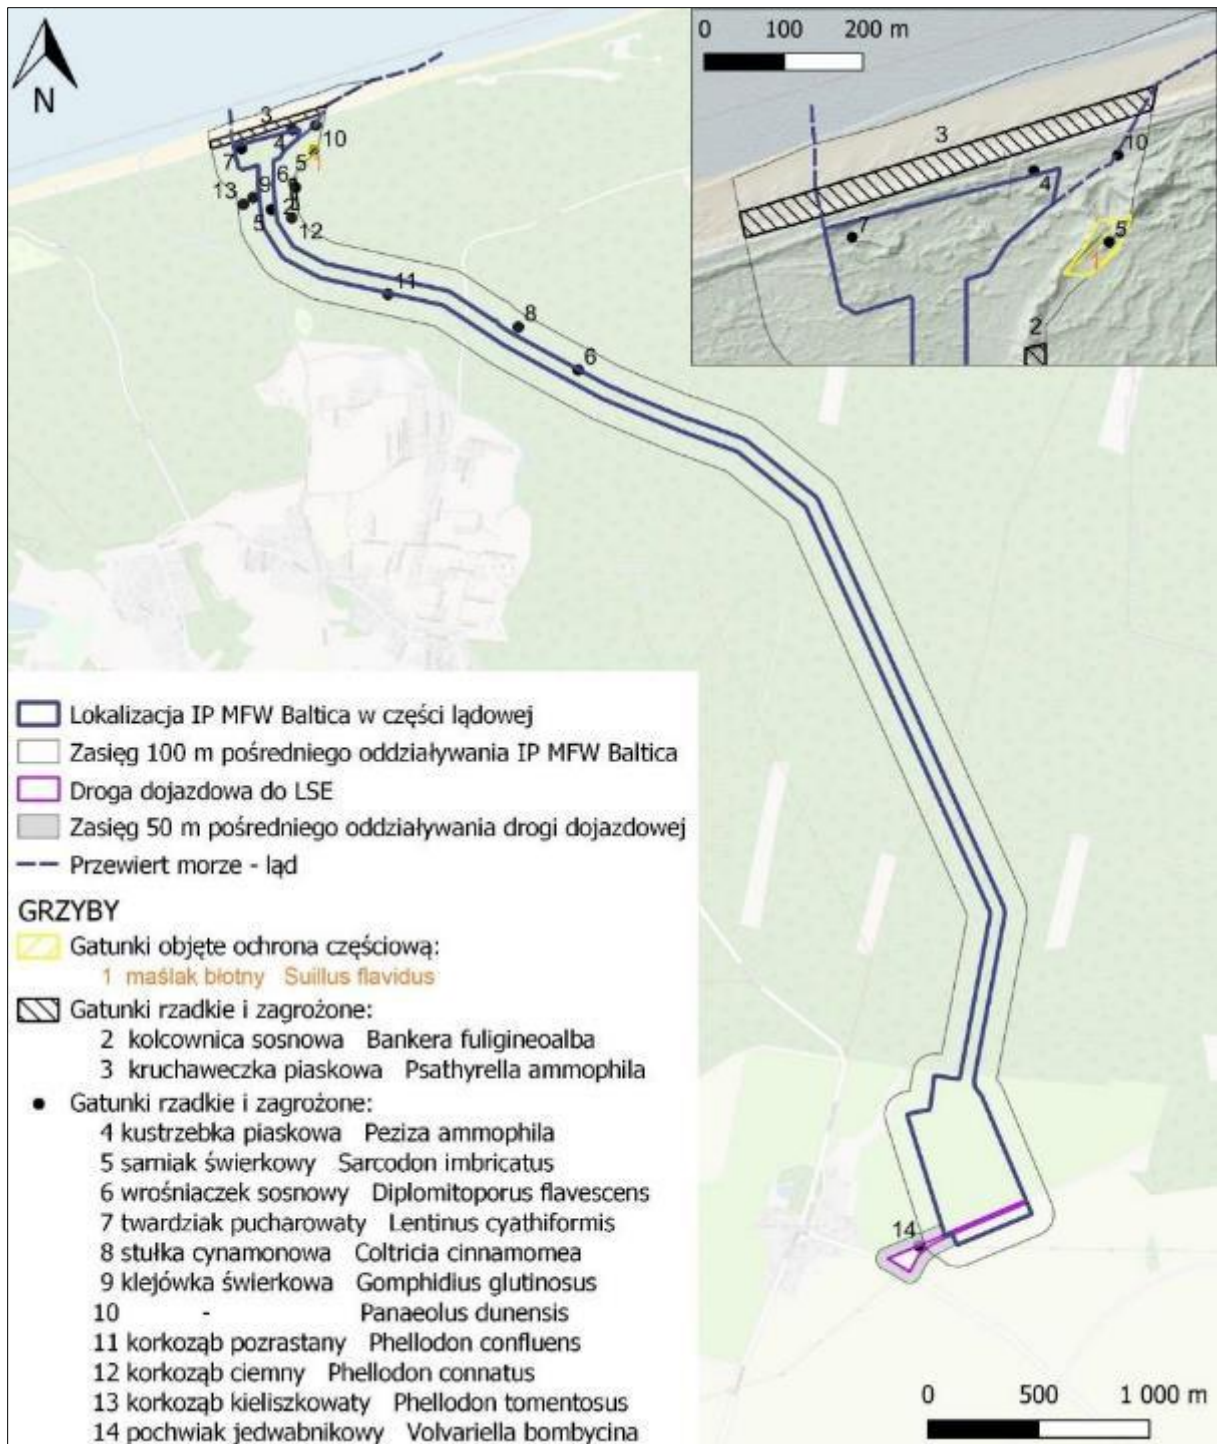 N
3
4
10
7
5
1
6
9
13
2
5
12
11
8
6
14
0 100 200 m
3
10
4
7
5
1
2
Lokalizacja IP MFW Baltica w części lądowej
Zasięg 100 m pośredniego oddziaływania IP MFW Baltica
Droga dojazdowa do LSE
Zasięg 50 m pośredniego oddziaływania drogi dojazdowej
Przewiert morze - ląd
GRZYBY
Gatunki objęte ochrona częściową:
1 maślak błotny Suillus flavidus
Gatunki rzadkie i zagrożone:
2 kolcownica sosnowa Bankera fuligineoalba
3 kruchaweczka piaskowa Psathyrella ammophila
Gatunki rzadkie i zagrożone:
4 kustrzebka piaskowa Peziza ammophila
5 sarniak świerkowy Sarcodon imbricatus
6 wrośniaczek sosnowy Diplomitoporus flavescens
7 twardziak pucharowaty Lentinus cyathiformis
8 stułka cynamonowa Coltricia cinnamomea
9 klejówka świerkowa Gomphidius glutinosus
10 - Panaeolus dunensis
11 korkoząb pozrastany Phellodon confluens
12 korkoząb ciemny Phellodon connatus
13 korkoząb kieliszkowaty Phellodon tomentosus
14 pochwiak jedwabnikowy Volvariella bombycina
0 500 1 000 m